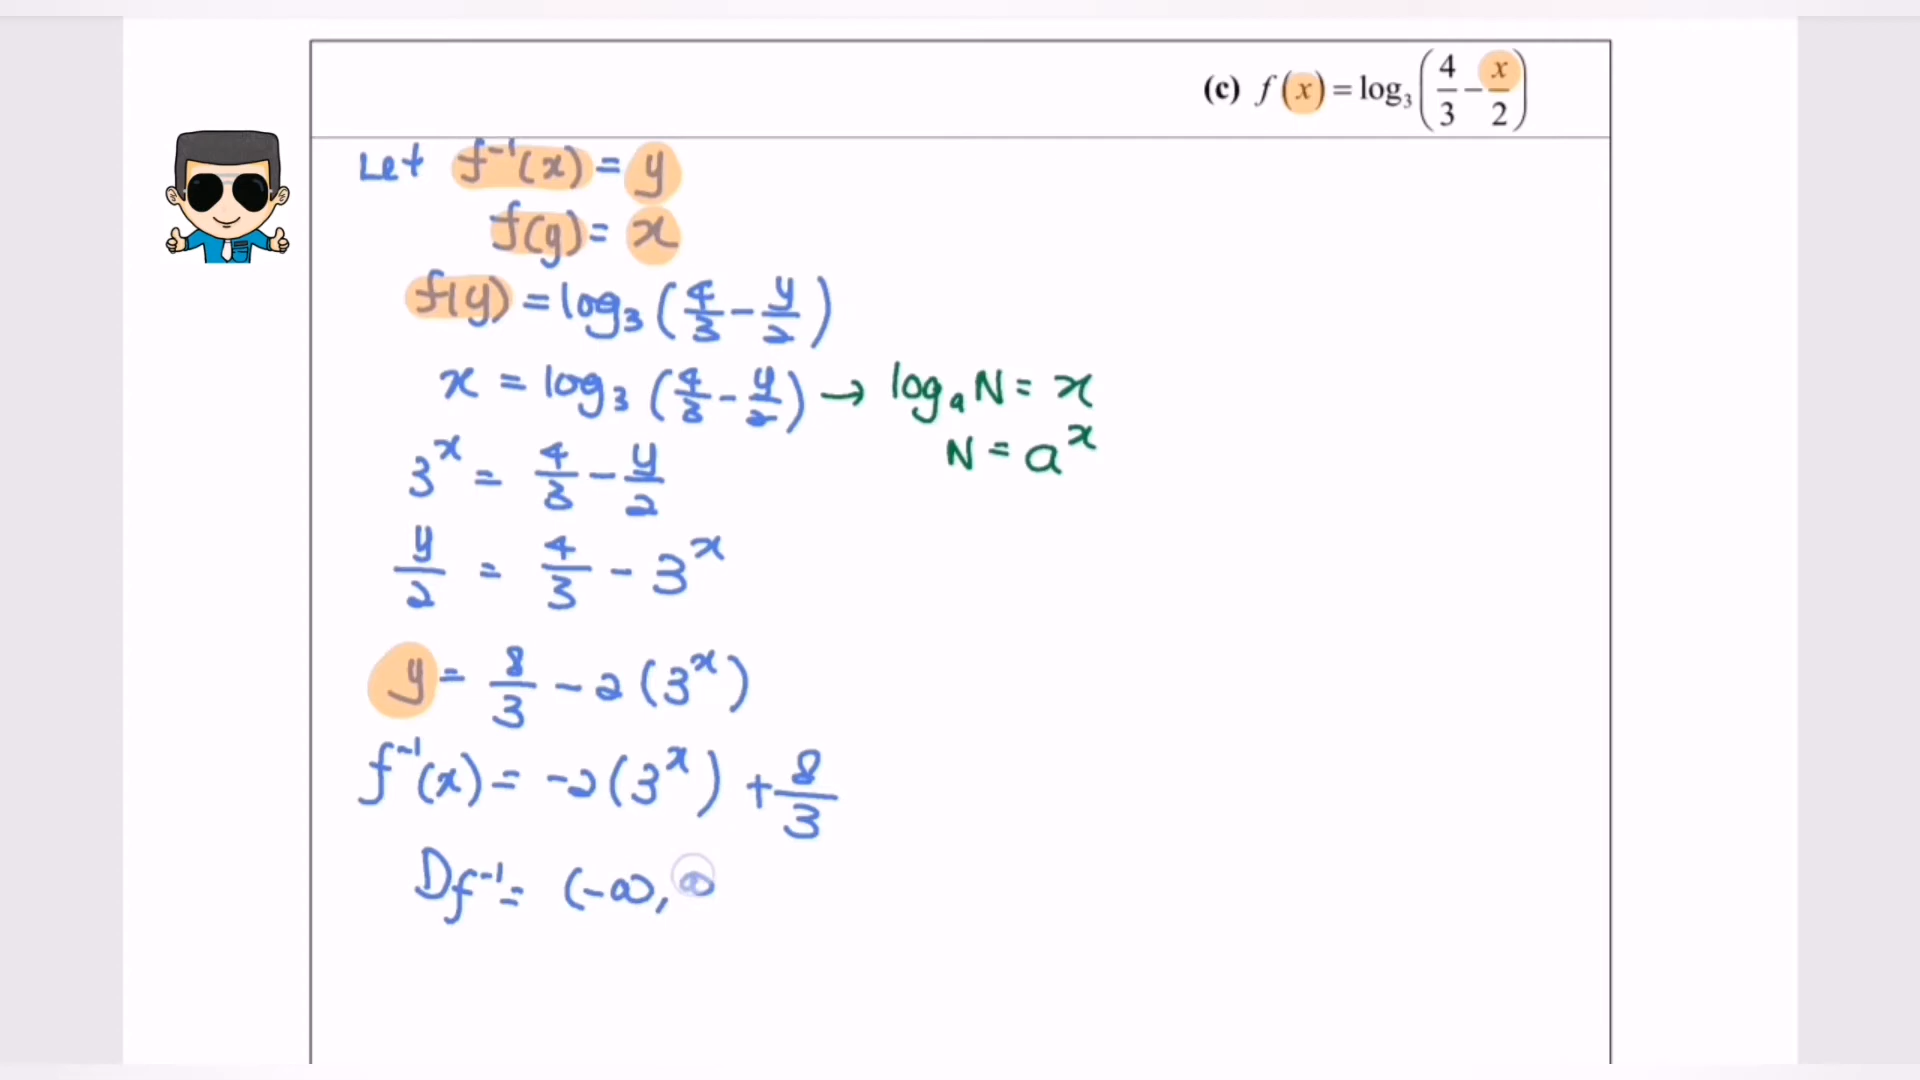 (c) f(x) = log₃(4/3 − x/2)
Let f⁻¹(x) = y
f(y) = x
f(y) = log₃(4/3 − y/2)
x = log₃(4/3 − y/2) → logₐ N = x
N = aˣ
3ˣ = 4/3 − y/2
y/2 = 4/3 − 3ˣ
y = 8/3 − 2(3ˣ)
f⁻¹(x) = −2(3ˣ) + 8/3
D𝑓⁻¹ = (−∞, ∞